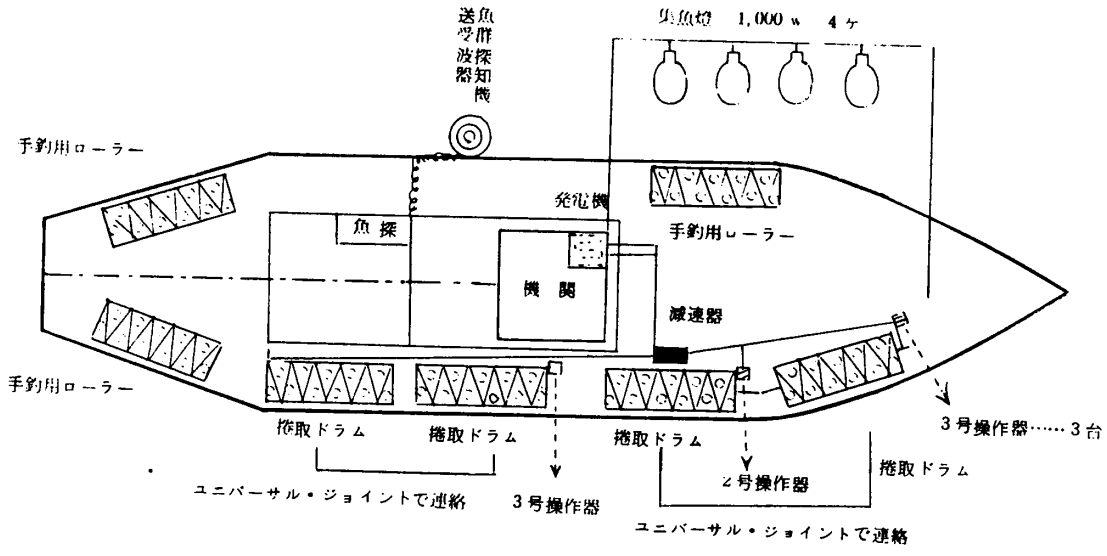 集魚燈 1,000 w 4ヶ
魚群探知機
送受波器
手釣用ローラー
発電機
魚探
手釣用ローラー
機関
減速器
手釣用ローラー
捲取ドラム
捲取ドラム
捲取ドラム
3号操作器……3台
捲取ドラム
2号操作器
ユニバーサル・ジョイントで連絡
3号操作器
ユニバーサル・ジョイントで連絡